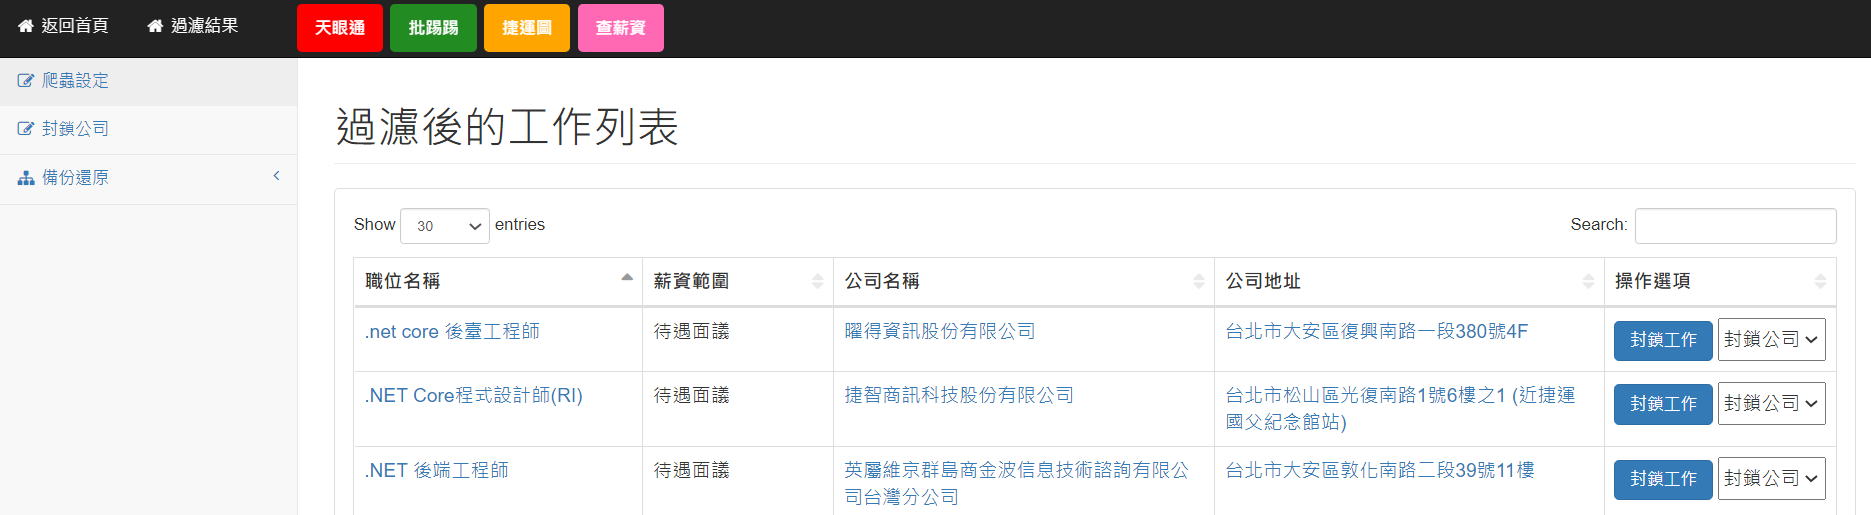 返回首頁 過濾結果 天眼通 批踢踢 捷運圖 查薪資
爬蟲設定
封鎖公司
備份還原
過濾後的工作列表
Show 30 entries Search:
職位名稱 薪資範圍 公司名稱 公司地址 操作選項
.net core 後臺工程師 待遇面議 曜得資訊股份有限公司 台北市大安區復興南路一段380號4F 封鎖工作 封鎖公司
.NET Core程式設計師(RI) 待遇面議 捷智商訊科技股份有限公司 台北市松山區光復南路1號6樓之1 (近捷運
國父紀念館站) 封鎖工作 封鎖公司
.NET 後端工程師 待遇面議 英屬維京群島商金波信息技術諮詢有限公
司台灣分公司 台北市大安區敦化南路二段39號11樓 封鎖工作 封鎖公司